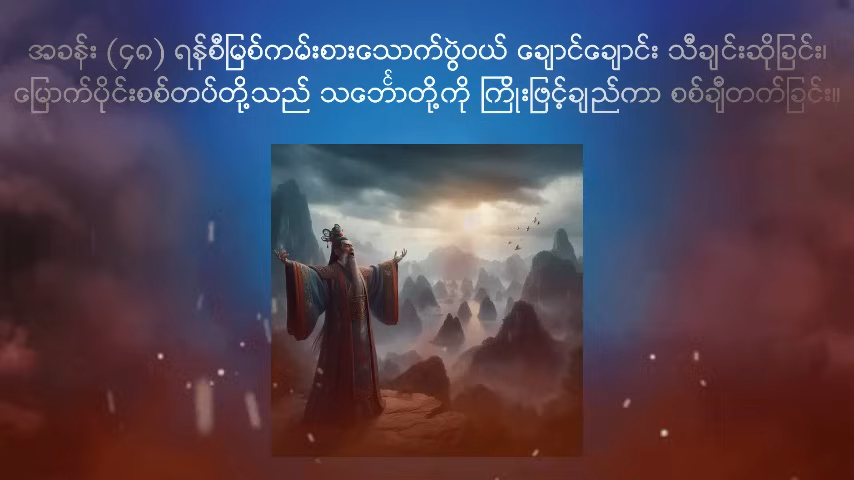 အခန်း (၄၈) ရန်စီမြစ်ကမ်းစားသောက်ပွဲဝယ် ချောင်ချောင်း သီချင်းဆိုခြင်း၊
မြောက်ပိုင်းစစ်တပ်တို့သည် သင်္ဘောတို့ကို ကြိုးဖြင့်ချည်ကာ စစ်ချီတက်ခြင်း။